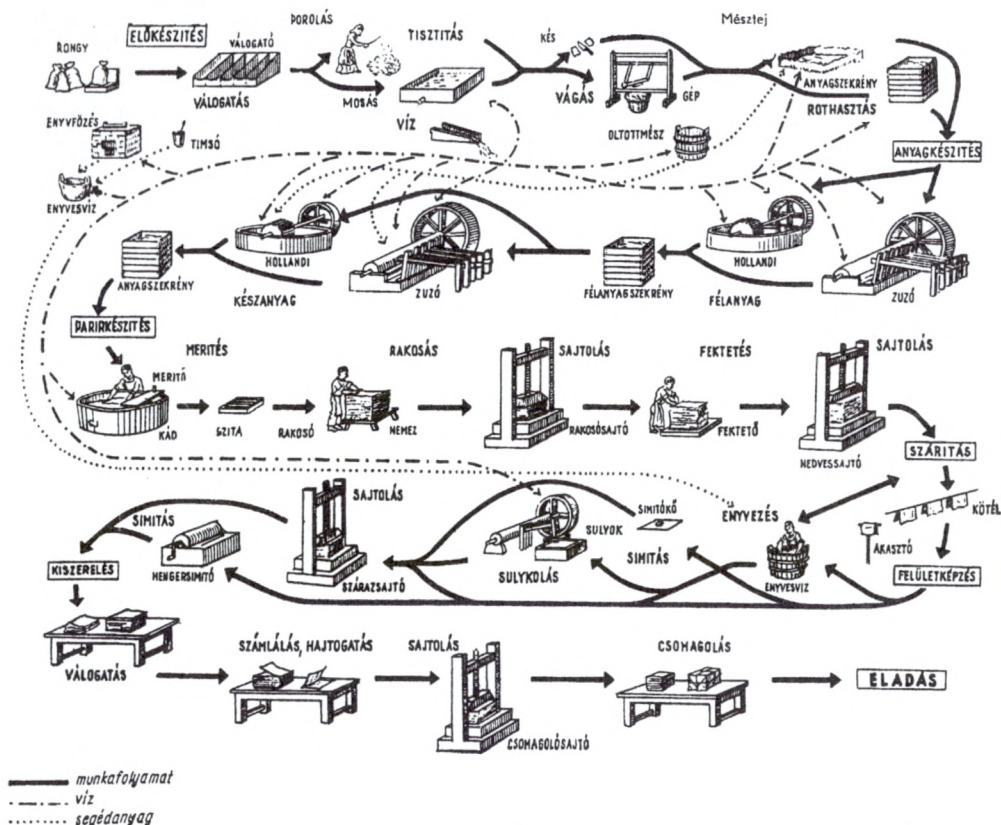 RONGY
ELŐKÉSZITÉS
VÁLOGATÓ
VÁLOGATÁS
POROLÁS
MOSÁS
TISZTITÁS
VÍZ
KÉS
VÁGÁS
GÉP
Mésztej
ANYAGSZEKRÉNY
ROTHASZTÁS
OLTOTTMÉSZ
ANYAGKÉSZITÉS
ENYVFŐZÉS
TIMSÓ
ENYVESVÍZ
ANYAGSZEKRÉNY
HOLLANDI
KÉSZANYAG
ZUZÓ
FÉLANYAGSZEKRÉNY
HOLLANDI
FÉLANYAG
ZUZÓ
PAPIRKÉSZITÉS
MERITÉS
MERITŐ
KÁD
SZITA
RAKOSÁS
RAKOSÓ
NEMEZ
SAJTOLÁS
RAKOSÓSAJTÓ
FEKTETÉS
FEKTETŐ
SAJTOLÁS
NEDVESSAJTÓ
SZÁRITÁS
KÖTÉL
AKASZTÓ
FELÜLETKÉPZÉS
ENYVEZÉS
ENYVESVIZ
SIMITÓKŐ
SIMITÁS
SULYOK
SULYKOLÁS
SAJTOLÁS
SZÁRAZSAJTÓ
SIMITÁS
HENGERSIMITÓ
KISZERELÉS
VÁLOGATÁS
SZÁMLÁLÁS, HAJTOGATÁS
SAJTOLÁS
CSOMAGOLÓSAJTÓ
CSOMAGOLÁS
ELADÁS
munkafolyamat
víz
segédanyag